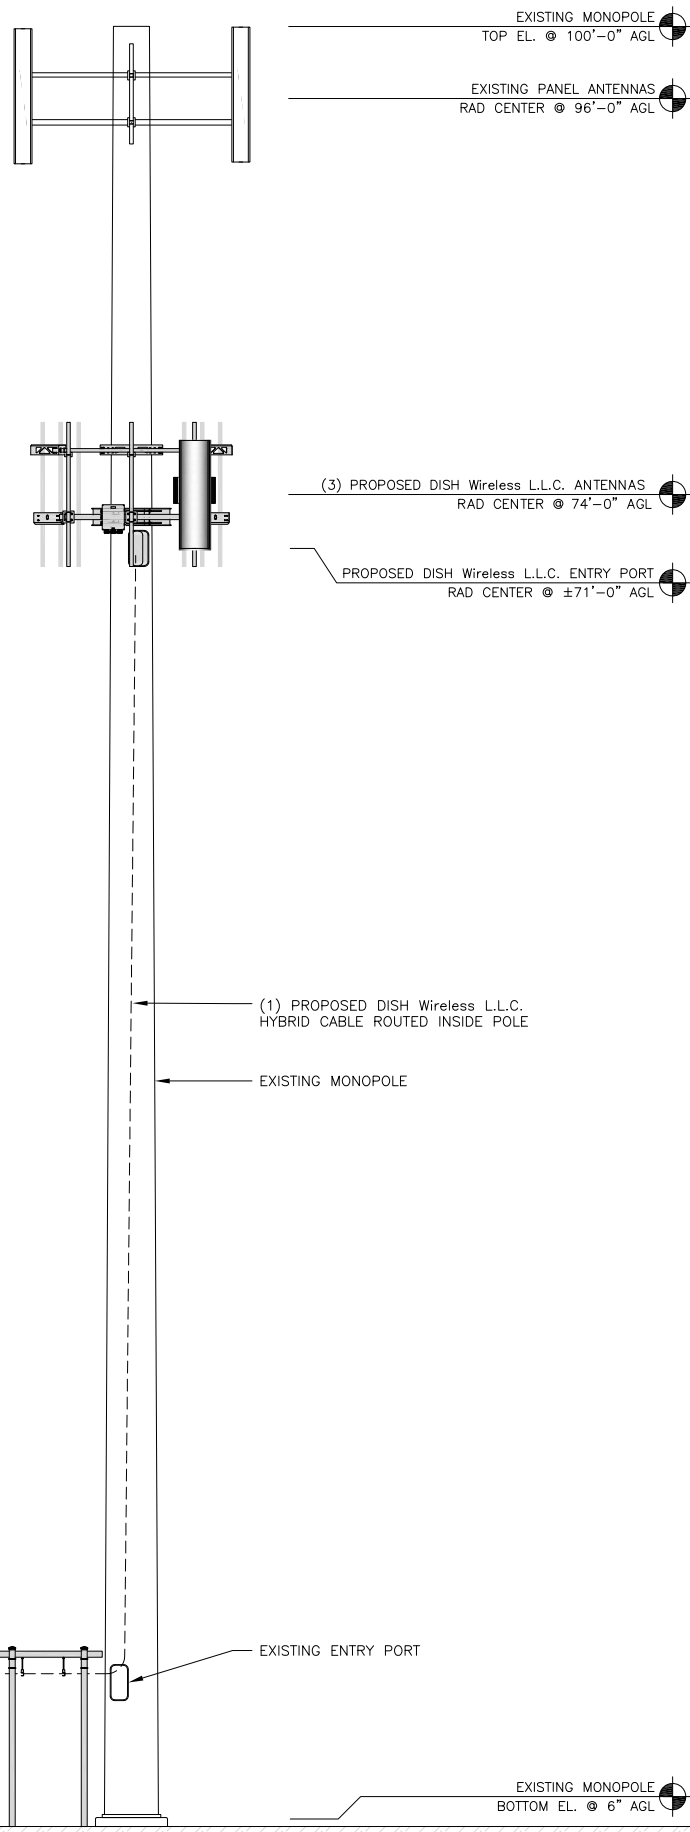 EXISTING MONOPOLE
TOP EL. @ 100'-0" AGL
EXISTING PANEL ANTENNAS
RAD CENTER @ 96'-0" AGL
(3) PROPOSED DISH Wireless L.L.C. ANTENNAS
RAD CENTER @ 74'-0" AGL
PROPOSED DISH Wireless L.L.C. ENTRY PORT
RAD CENTER @ ±71'-0" AGL
(1) PROPOSED DISH Wireless L.L.C.
HYBRID CABLE ROUTED INSIDE POLE
EXISTING MONOPOLE
EXISTING ENTRY PORT
EXISTING MONOPOLE
BOTTOM EL. @ 6" AGL